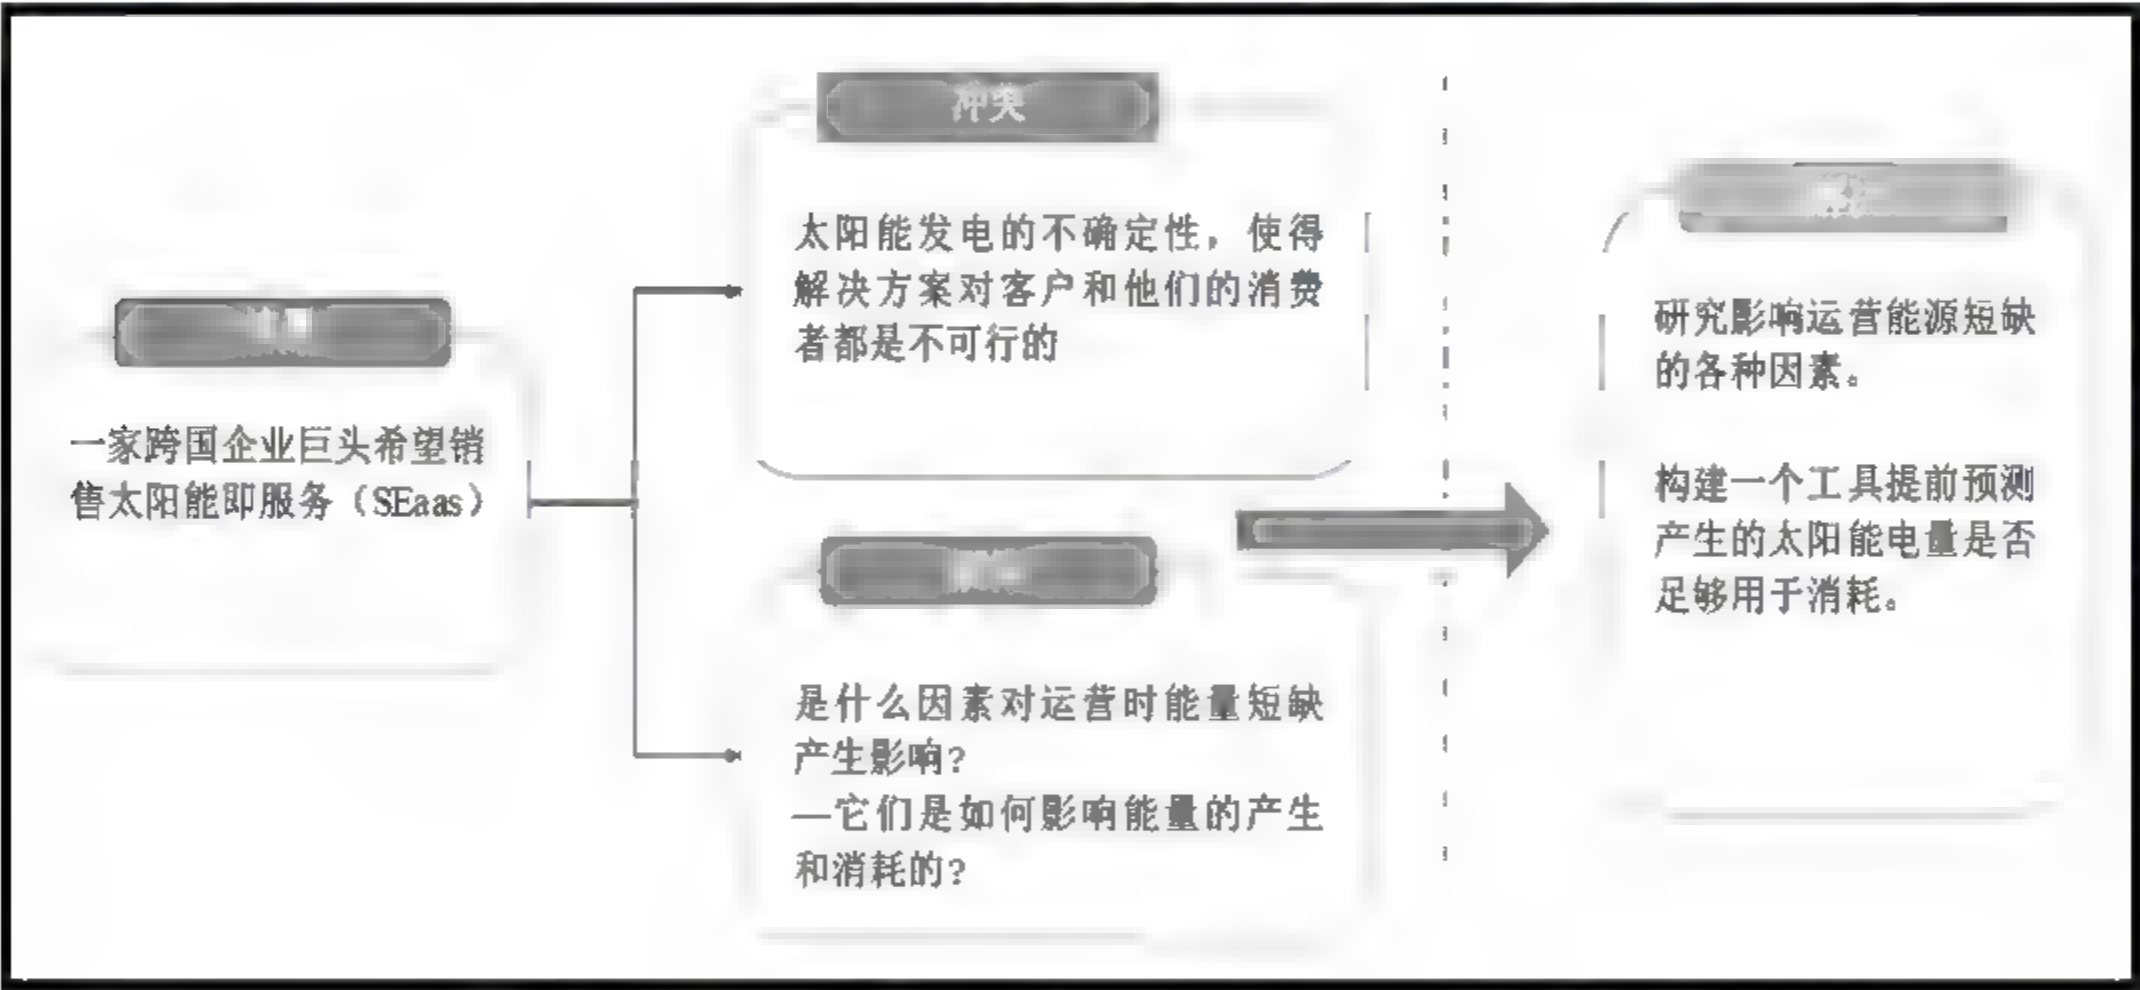 一家跨国企业巨头希望销
售太阳能即服务（SEaas）
冲突
太阳能发电的不确定性，使得
解决方案对客户和他们的消费
者都是不可行的
是什么因素对运营时能量短缺
产生影响？
—它们是如何影响能量的产生
和消耗的？
研究影响运营能源短缺
的各种因素。
构建一个工具提前预测
产生的太阳能电量是否
足够用于消耗。